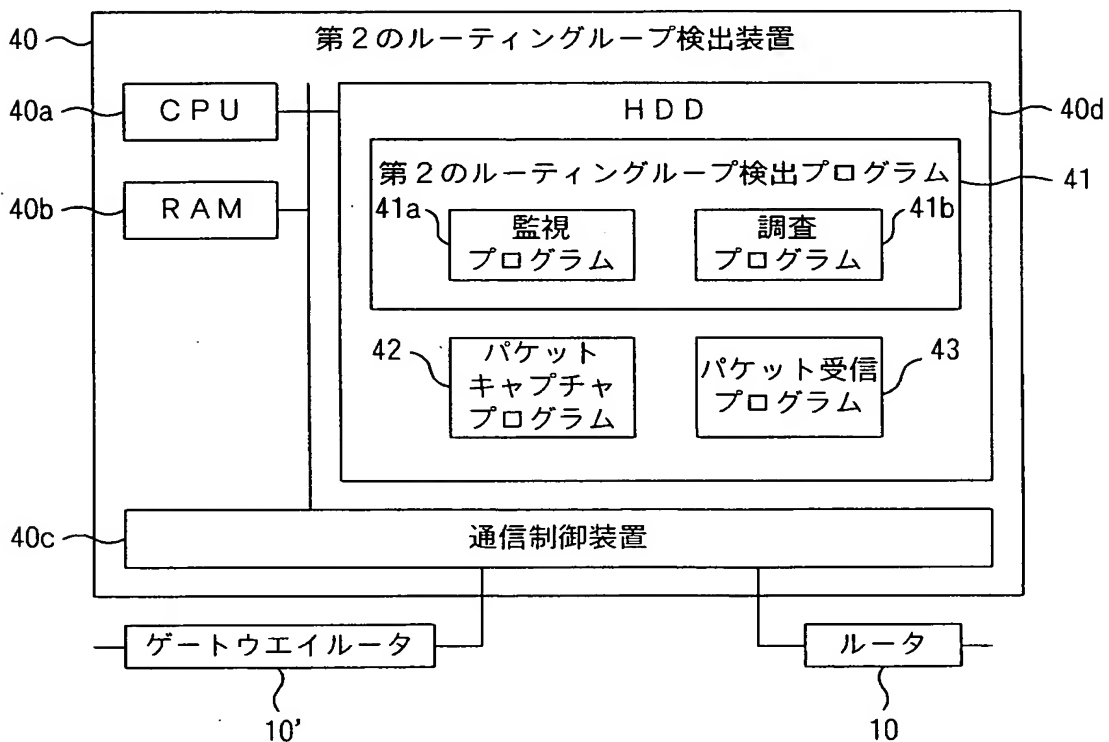 40
第2のルーティングループ検出装置
40a
CPU
HDD
40d
第2のルーティングループ検出プログラム
41
40b
RAM
41a
監視
プログラム
調査
プログラム
41b
42
パケット
キャプチャ
プログラム
パケット受信
プログラム
43
40c
通信制御装置
ゲートウエイルータ
ルータ
10'
10